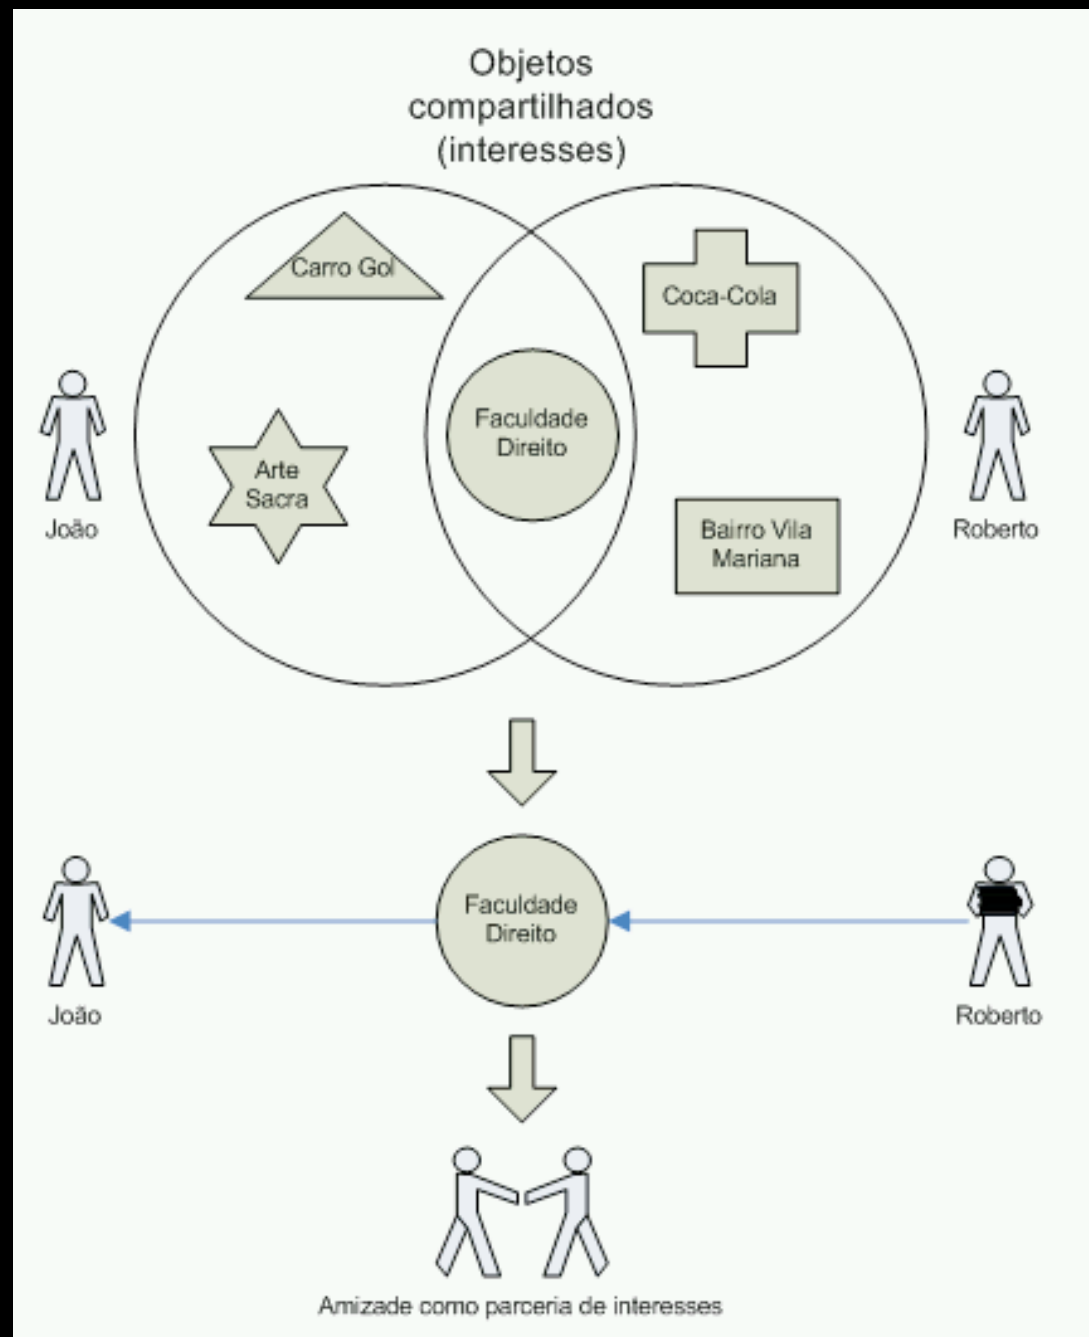 Objetos
compartilhados
(interesses)
Carro Gol
Coca-Cola
Faculdade
Direito
Arte
Sacra
Bairro Vila
Mariana
João
Roberto
Faculdade
Direito
João
Roberto
Amizade como parceria de interesses